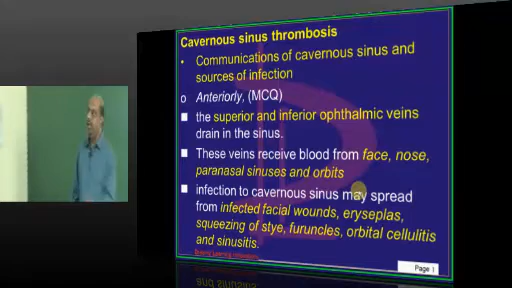 Cavernous sinus thrombosis
• Communications of cavernous sinus and
sources of infection
o Anteriorly, (MCQ)
■ the superior and inferior ophthalmic veins
drain in the sinus.
■ These veins receive blood from face, nose,
paranasal sinuses and orbits
■ infection to cavernous sinus may spread
from infected facial wounds, eryseplas,
squeezing of stye, furuncles, orbital cellulitis
and sinusitis.
Page 1